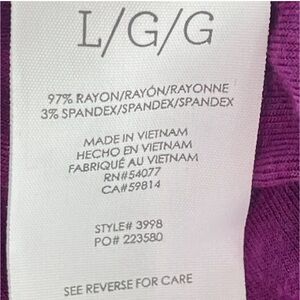 L/G/G
97% RAYON/RAYÓN/RAYONNE
3% SPANDEX/SPANDEX/SPANDEX
MADE IN VIETNAM
HECHO EN VIETNAM
FABRIQUÉ AU VIETNAM
RN#54077
CA#59814
STYLE# 3998
PO# 223580
SEE REVERSE FOR CARE